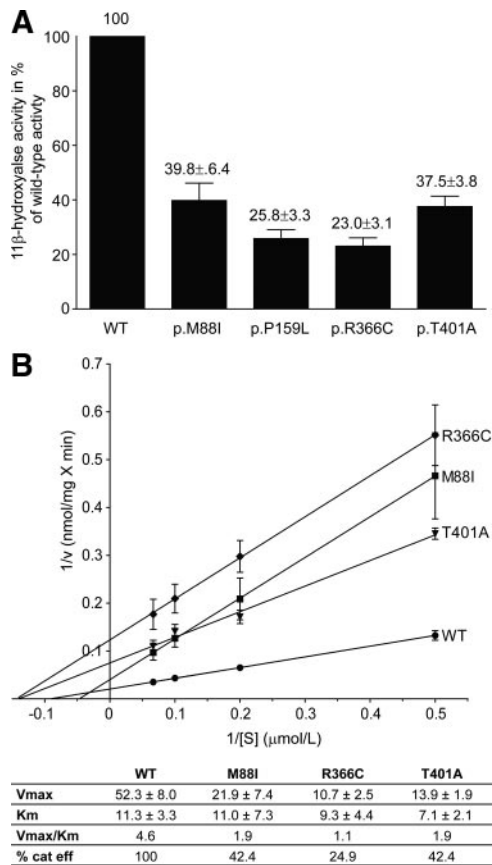 A
100
11β-hydroxyalse acivity in %
of wild-type activty
100
80
60
40
20
0
39.8±.6.4
25.8±3.3
23.0±3.1
37.5±3.8
WT p.M88I p.P159L p.R366C p.T401A
B
1/v (nmol/mg X min)
0.7
0.6
0.5
0.4
0.3
0.2
0.1
R366C
M88I
T401A
WT
-0.1 0 0.1 0.2 0.3 0.4 0.5
1/[S] (μmol/L)
WT M88I R366C T401A
Vmax 52.3 ± 8.0 21.9 ± 7.4 10.7 ± 2.5 13.9 ± 1.9
Km 11.3 ± 3.3 11.0 ± 7.3 9.3 ± 4.4 7.1 ± 2.1
Vmax/Km 4.6 1.9 1.1 1.9
% cat eff 100 42.4 24.9 42.4